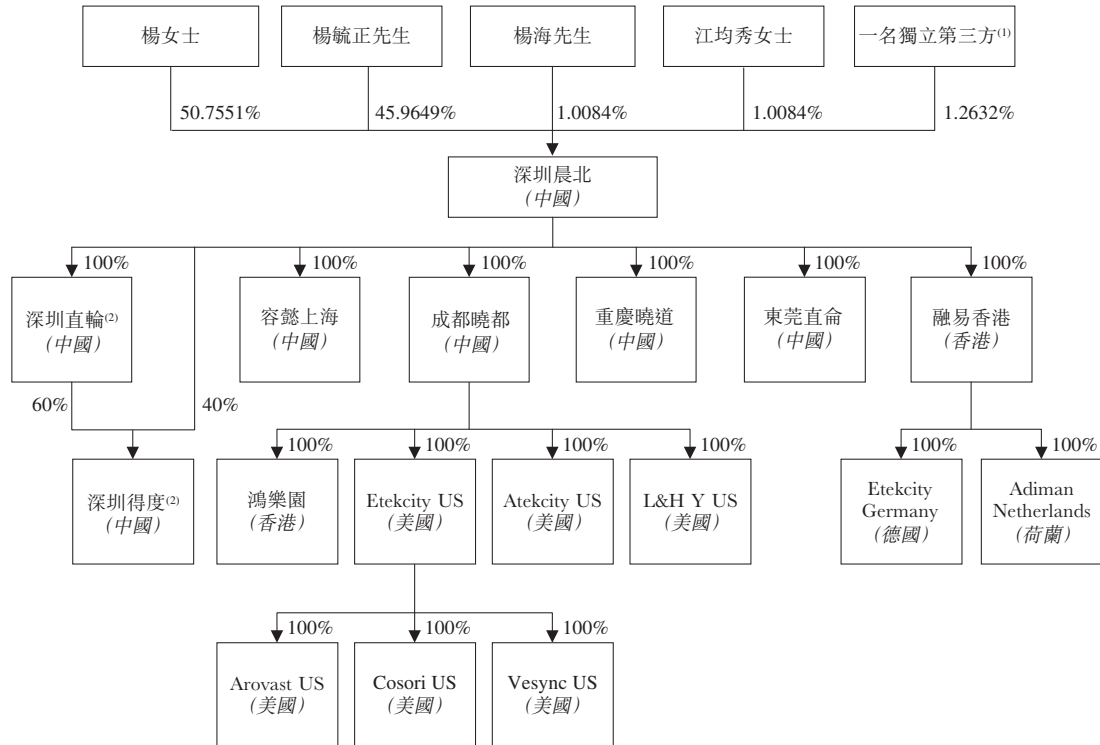 楊女士
楊毓正先生
楊海先生
江均秀女士
一名獨立第三方(1)
50.7551%
45.9649%
1.0084%
1.0084%
1.2632%
深圳晨北
(中國)
100%
100%
100%
100%
100%
100%
深圳直輪(2)
(中國)
容懿上海
(中國)
成都曉都
(中國)
重慶曉道
(中國)
東莞直侖
(中國)
融易香港
(香港)
60%
40%
100%
100%
100%
100%
100%
100%
深圳得度(2)
(中國)
鴻樂園
(香港)
Etekcity US
(美國)
Atekcity US
(美國)
L&H Y US
(美國)
Etekcity
Germany
(德國)
Adiman
Netherlands
(荷蘭)
100%
100%
100%
Arovast US
(美國)
Cosori US
(美國)
Vesync US
(美國)